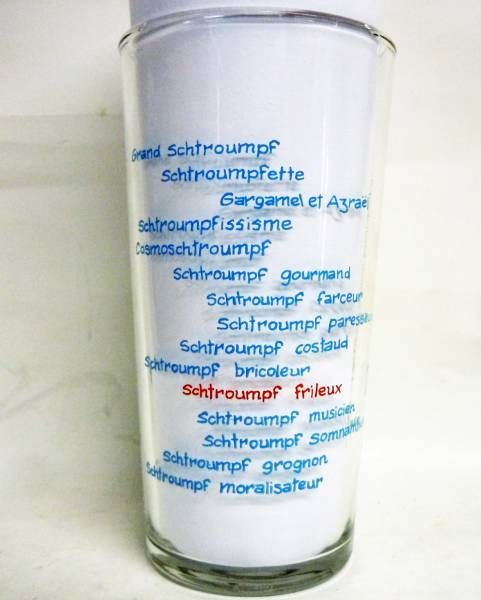 Grand Schtroumpf
Schtroumpfette
Gargamel et Azrael
Schtroumpfissisme
Cosmoschtroumpf
Schtroumpf gourmand
Schtroumpf farceur
Schtroumpf paresseux
Schtroumpf costaud
Schtroumpf bricoleur
Schtroumpf frileux
Schtroumpf musicien
Schtroumpf
Schtroumpf grognon
Schtroumpf moralisateur